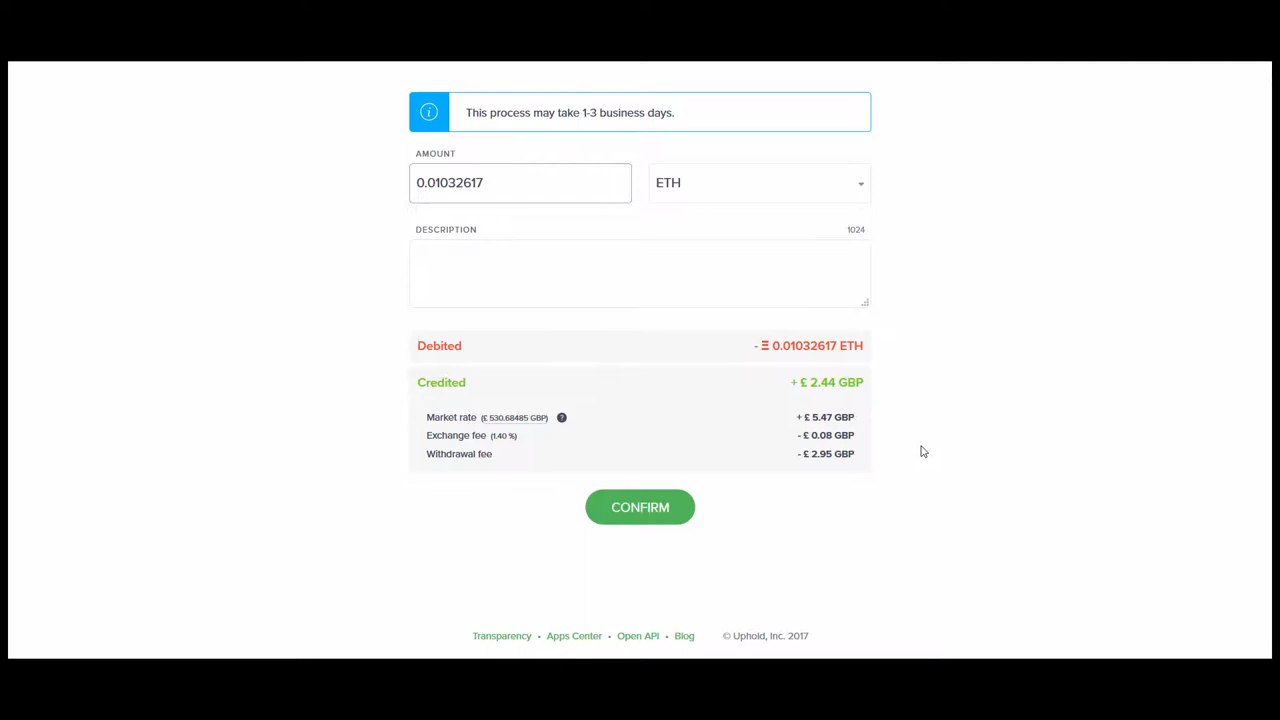 This process may take 1-3 business days.
AMOUNT
0.01032617 ETH
DESCRIPTION 1024
Debited - Ξ 0.01032617 ETH
Credited + £ 2.44 GBP
Market rate (£ 530.68485 GBP) ? + £ 5.47 GBP
Exchange fee (1.40 %) - £ 0.08 GBP
Withdrawal fee - £ 2.95 GBP
CONFIRM
Transparency • Apps Center • Open API • Blog © Uphold, Inc. 2017